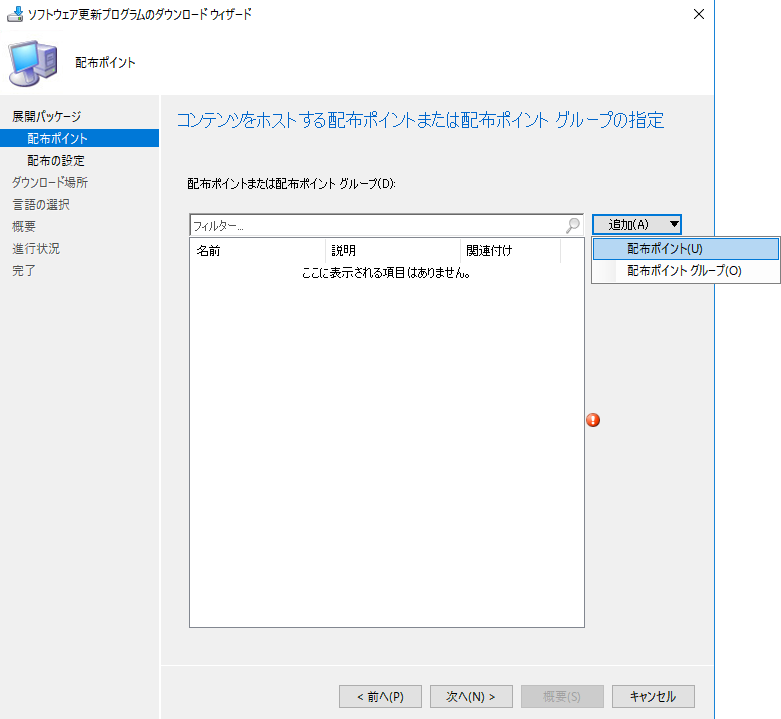 ソフトウェア更新プログラムのダウンロード ウィザード
配布ポイント
展開パッケージ
配布ポイント
配布の設定
ダウンロード場所
言語の選択
概要
進行状況
完了
コンテンツをホストする配布ポイントまたは配布ポイント グループの指定
配布ポイントまたは配布ポイント グループ(D):
フィルター...
追加(A)
配布ポイント(U)
配布ポイント グループ(O)
名前 説明 関連付け
ここに表示される項目はありません。
< 前へ(P) 次へ(N) > 概要(S) キャンセル